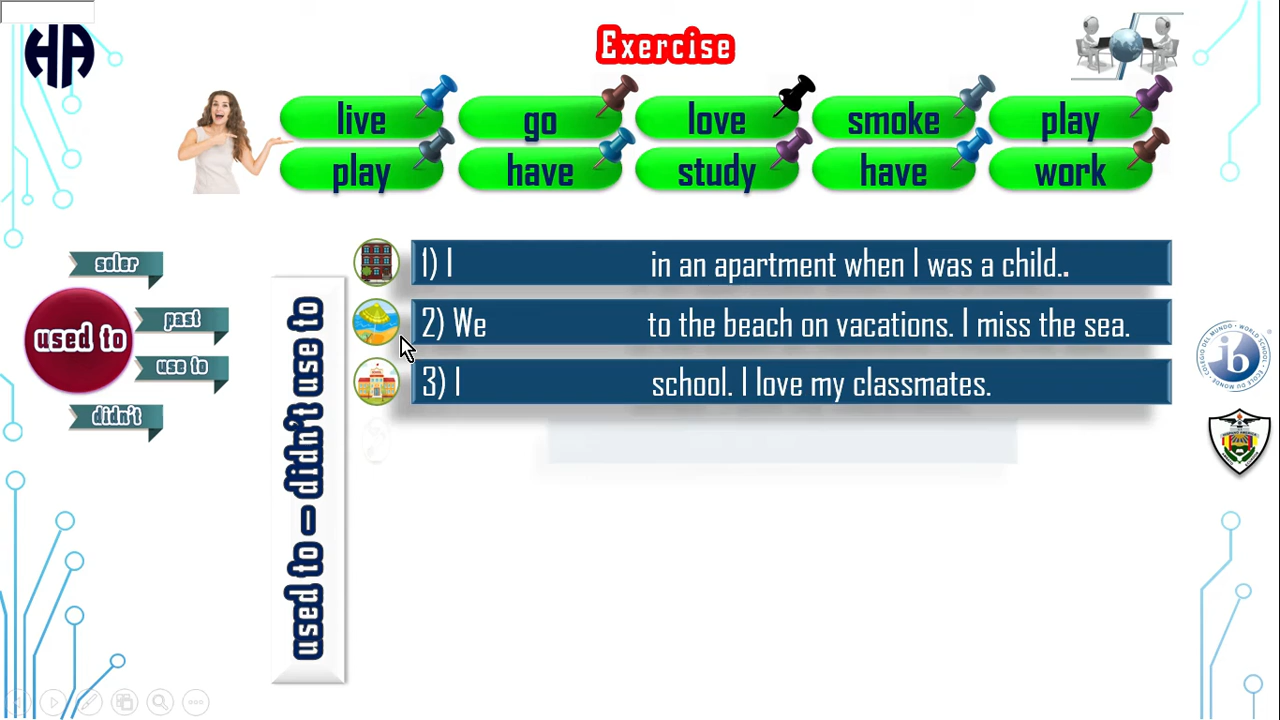 HA
Exercise
live go love smoke play
play have study have work
soler
used to
past
use to
didn't
used to – didn't use to
1) I in an apartment when I was a child..
2) We to the beach on vacations. I miss the sea.
3) I school. I love my classmates.
ib